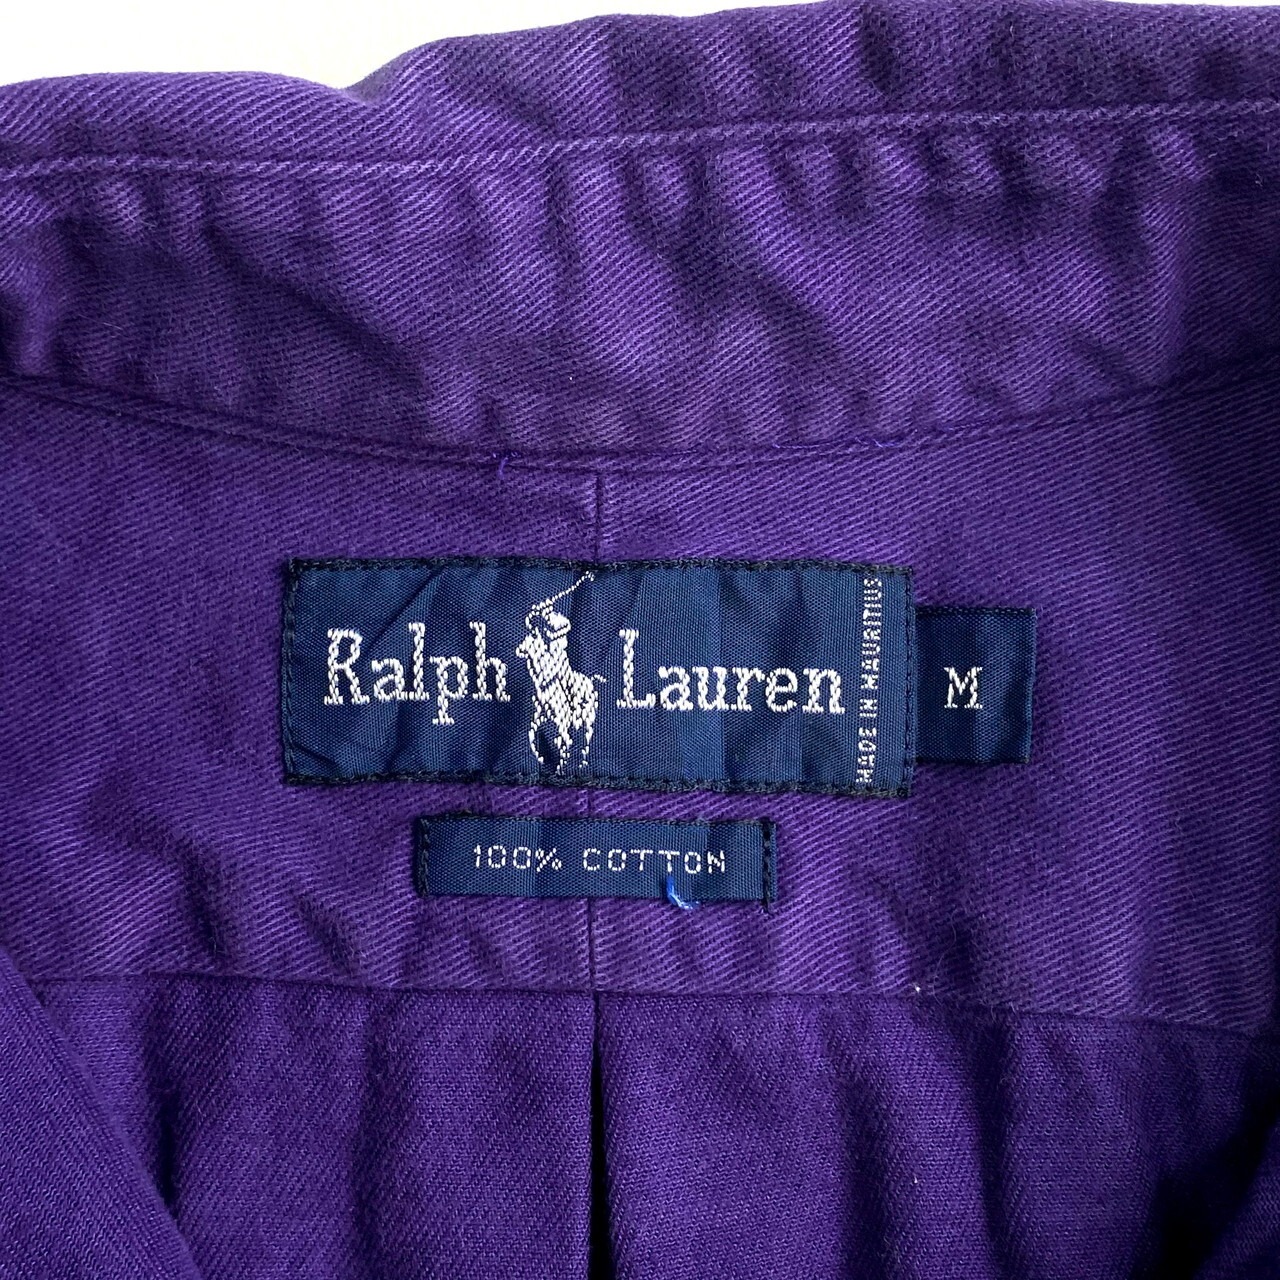 Ralph Lauren
MADE IN MAURITIUS
M
100% COTTON